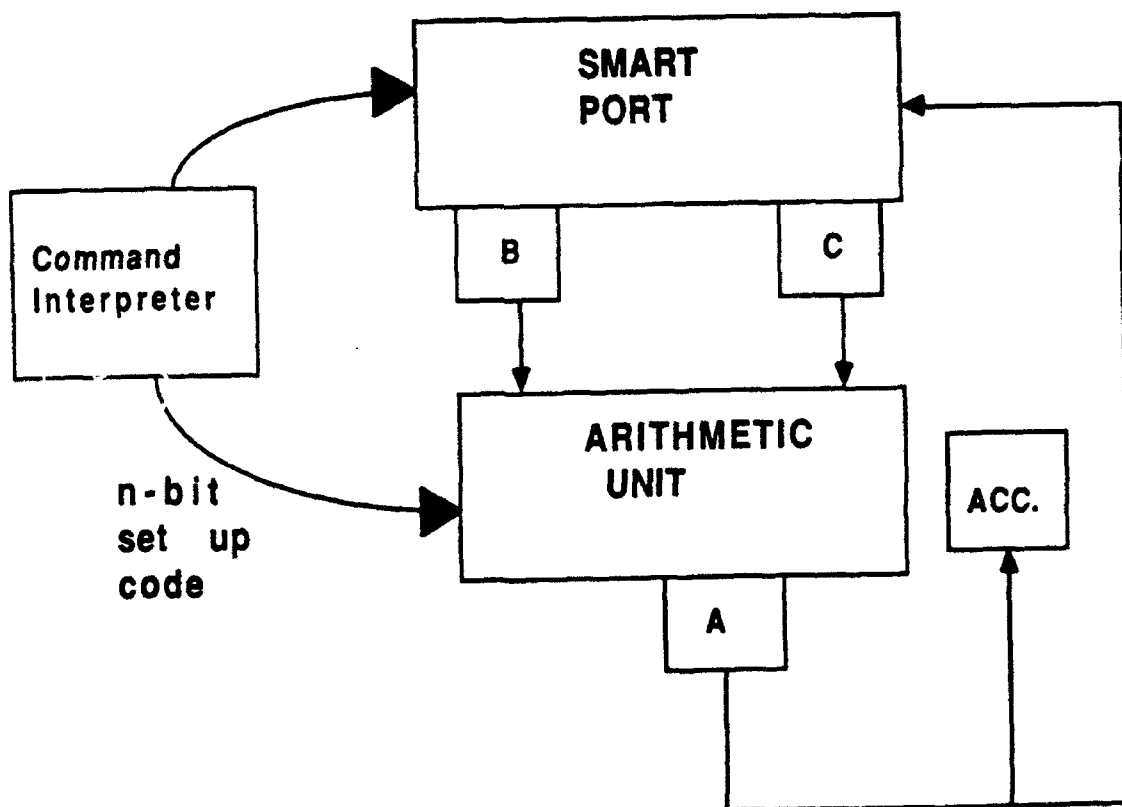 SMART
PORT
Command
Interpreter
B
C
ARITHMETIC
UNIT
n-bit
set up
code
ACC.
A